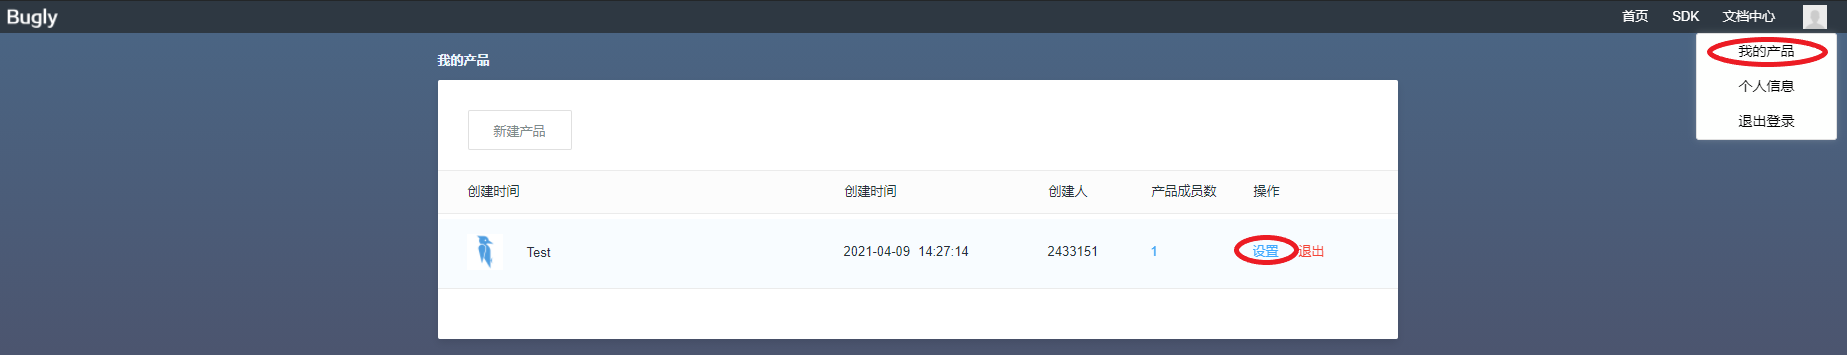 Bugly 首页 SDK 文档中心
我的产品
个人信息
退出登录
我的产品
新建产品
创建时间 创建时间 创建人 产品成员数 操作
Test 2021-04-09 14:27:14 2433151 1 设置 退出